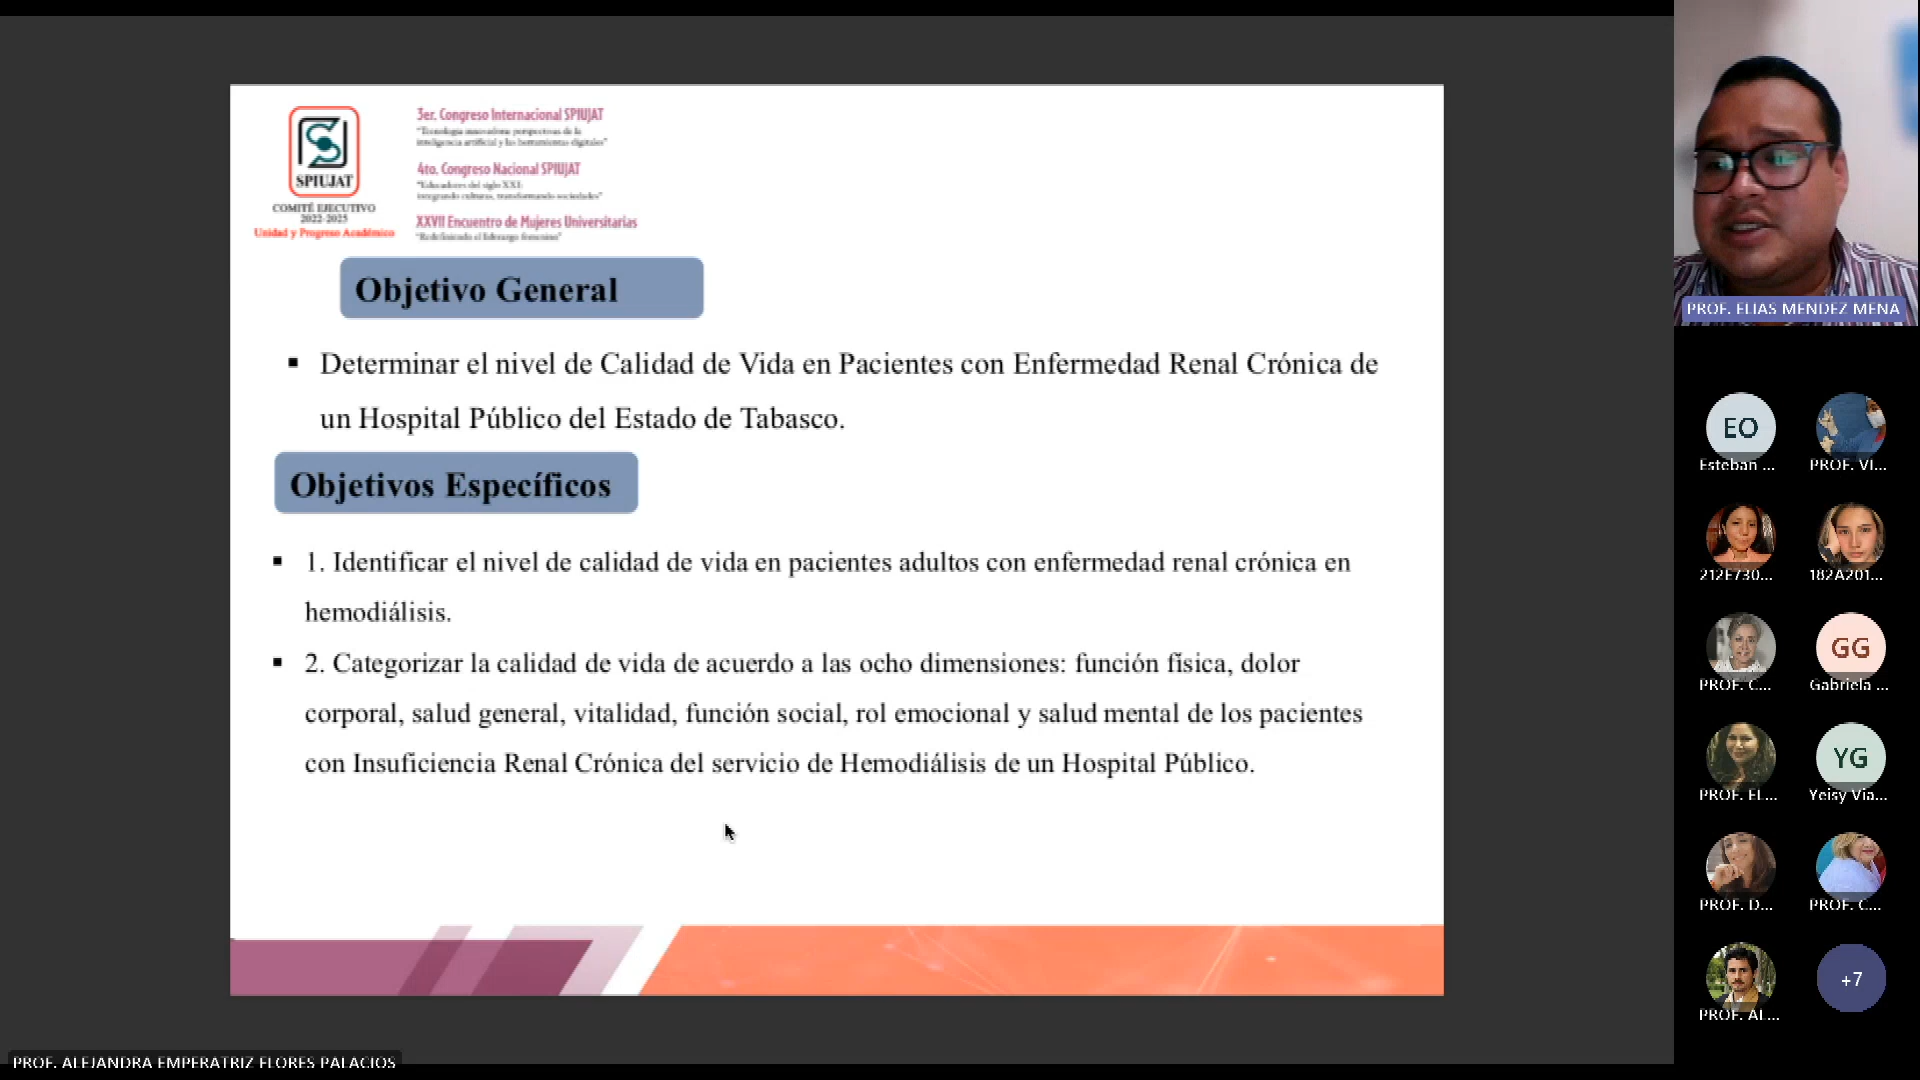 SPIUJAT
COMITÉ EJECUTIVO
2022-2025
Unidad y Progreso Académico
3er. Congreso Internacional SPIUJAT
"Tecnología innovadora: perspectivas de la
inteligencia artificial y las herramientas digitales"
4to. Congreso Nacional SPIUJAT
"Educadores del siglo XXI:
integrando culturas, transformando sociedades"
XXVII Encuentro de Mujeres Universitarias
"Redefiniendo el liderazgo femenino"
Objetivo General
▪ Determinar el nivel de Calidad de Vida en Pacientes con Enfermedad Renal Crónica de
un Hospital Público del Estado de Tabasco.
Objetivos Específicos
▪ 1. Identificar el nivel de calidad de vida en pacientes adultos con enfermedad renal crónica en
hemodiálisis.
▪ 2. Categorizar la calidad de vida de acuerdo a las ocho dimensiones: función física, dolor
corporal, salud general, vitalidad, función social, rol emocional y salud mental de los pacientes
con Insuficiencia Renal Crónica del servicio de Hemodiálisis de un Hospital Público.
PROF. ALEJANDRA EMPERATRIZ FLORES PALACIOS
PROF. ELIAS MENDEZ MENA
EO
Esteban ...
PROF. VI...
212E730...
182A201...
PROF. C...
GG
Gabriela ...
PROF. EL...
YG
Yeisy Via...
PROF. D...
PROF. C...
PROF. AL...
+7